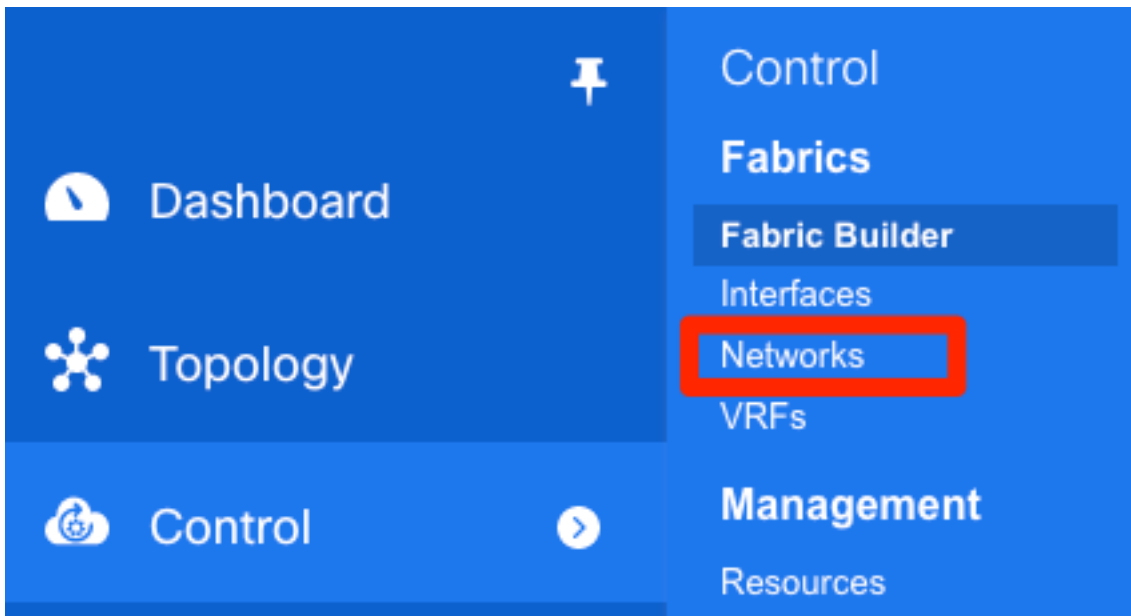 Dashboard
Topology
Control
Control
Fabrics
Fabric Builder
Interfaces
Networks
VRFs
Management
Resources